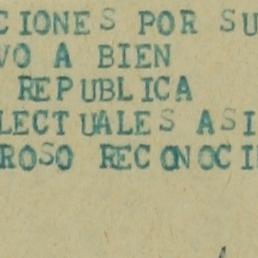 CIONES POR SU
VO A BIEN
REPUBLICA
LECTUALES ASI
ROSO RECONOCI